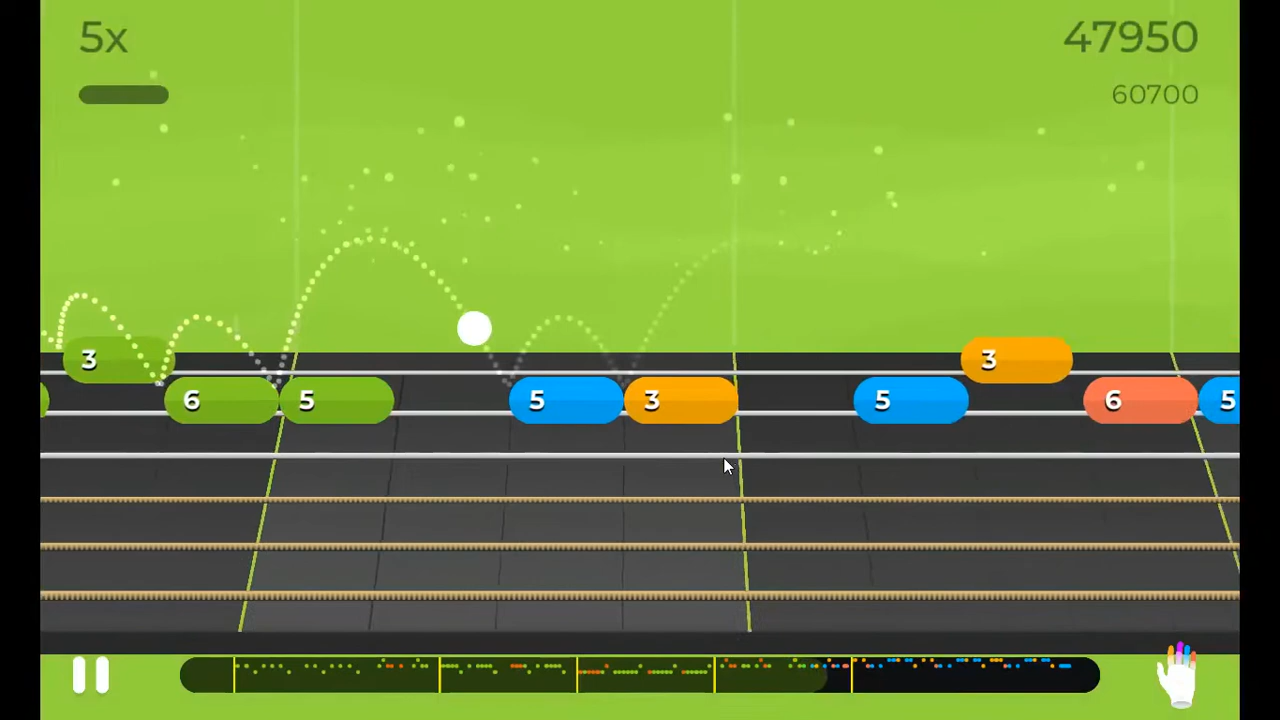 5x
47950
60700
3 3
6 5 5 3 5 6 5